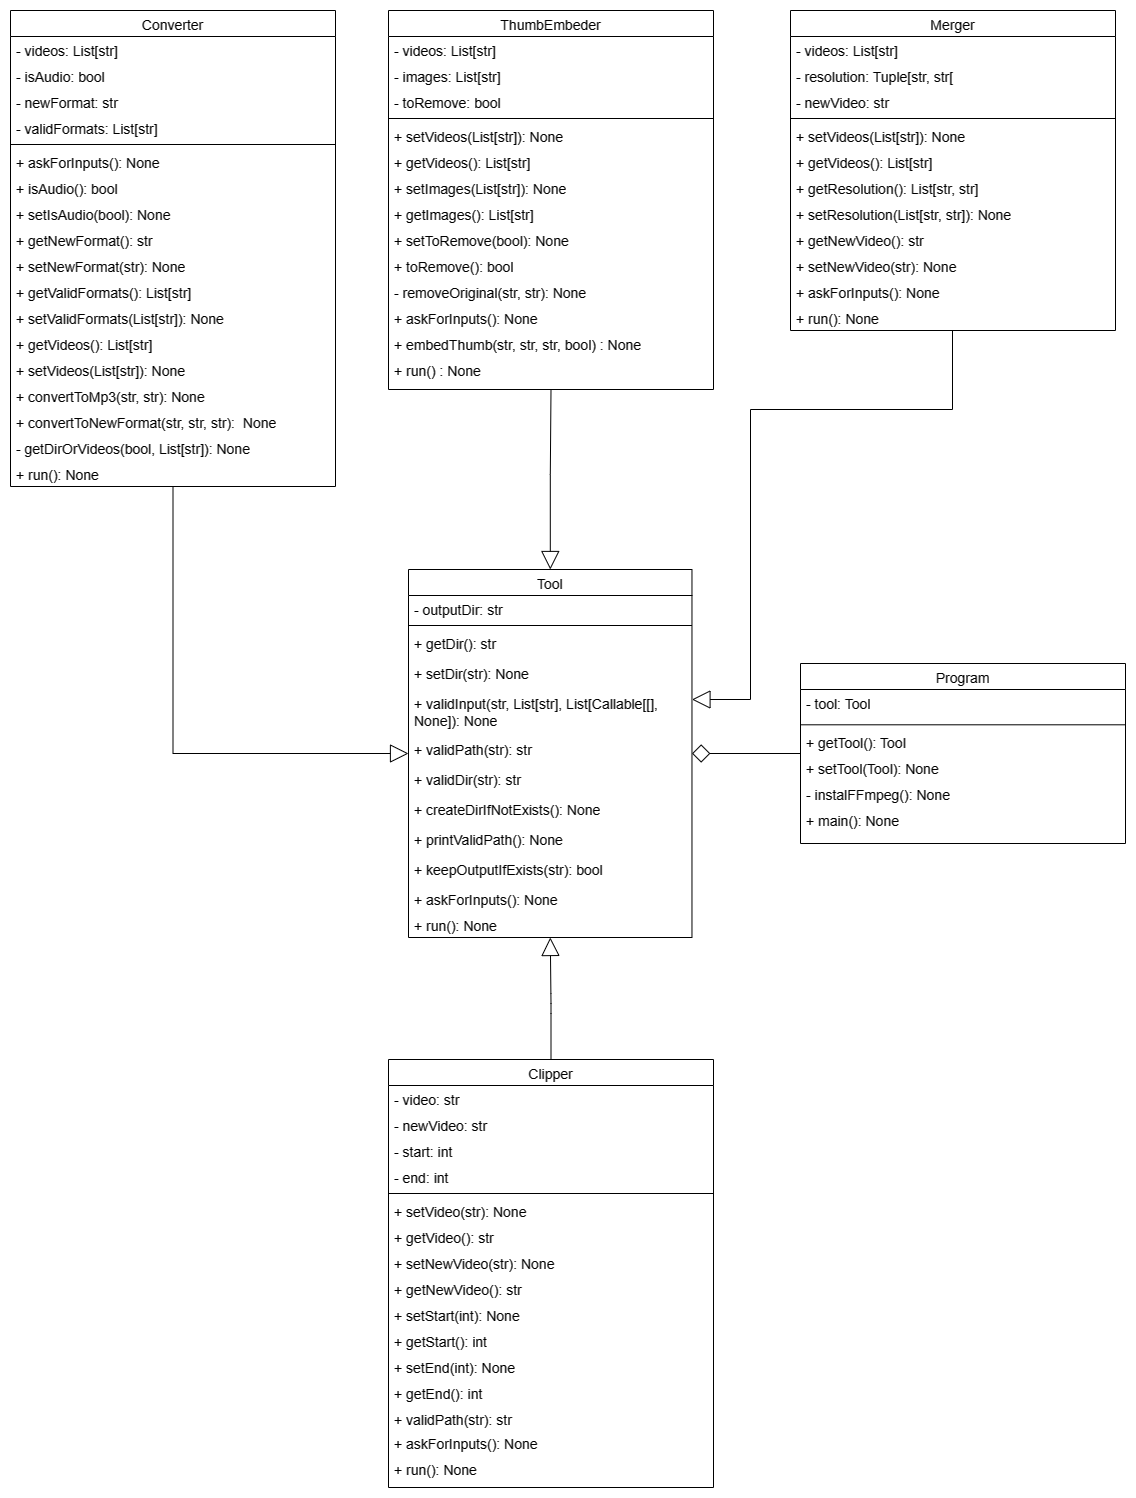 Converter
- videos: List[str]
- isAudio: bool
- newFormat: str
- validFormats: List[str]
+ askForInputs(): None
+ isAudio(): bool
+ setIsAudio(bool): None
+ getNewFormat(): str
+ setNewFormat(str): None
+ getValidFormats(): List[str]
+ setValidFormats(List[str]): None
+ getVideos(): List[str]
+ setVideos(List[str]): None
+ convertToMp3(str, str): None
+ convertToNewFormat(str, str, str): None
- getDirOrVideos(bool, List[str]): None
+ run(): None
ThumbEmbeder
- videos: List[str]
- images: List[str]
- toRemove: bool
+ setVideos(List[str]): None
+ getVideos(): List[str]
+ setImages(List[str]): None
+ getImages(): List[str]
+ setToRemove(bool): None
+ toRemove(): bool
- removeOriginal(str, str): None
+ askForInputs(): None
+ embedThumb(str, str, str, bool) : None
+ run() : None
Merger
- videos: List[str]
- resolution: Tuple[str, str[
- newVideo: str
+ setVideos(List[str]): None
+ getVideos(): List[str]
+ getResolution(): List[str, str]
+ setResolution(List[str, str]): None
+ getNewVideo(): str
+ setNewVideo(str): None
+ askForInputs(): None
+ run(): None
Tool
- outputDir: str
+ getDir(): str
+ setDir(str): None
+ validInput(str, List[str], List[Callable[[],
None]): None
+ validPath(str): str
+ validDir(str): str
+ createDirIfNotExists(): None
+ printValidPath(): None
+ keepOutputIfExists(str): bool
+ askForInputs(): None
+ run(): None
Program
- tool: Tool
+ getTool(): Tool
+ setTool(Tool): None
- instalFFmpeg(): None
+ main(): None
Clipper
- video: str
- newVideo: str
- start: int
- end: int
+ setVideo(str): None
+ getVideo(): str
+ setNewVideo(str): None
+ getNewVideo(): str
+ setStart(int): None
+ getStart(): int
+ setEnd(int): None
+ getEnd(): int
+ validPath(str): str
+ askForInputs(): None
+ run(): None